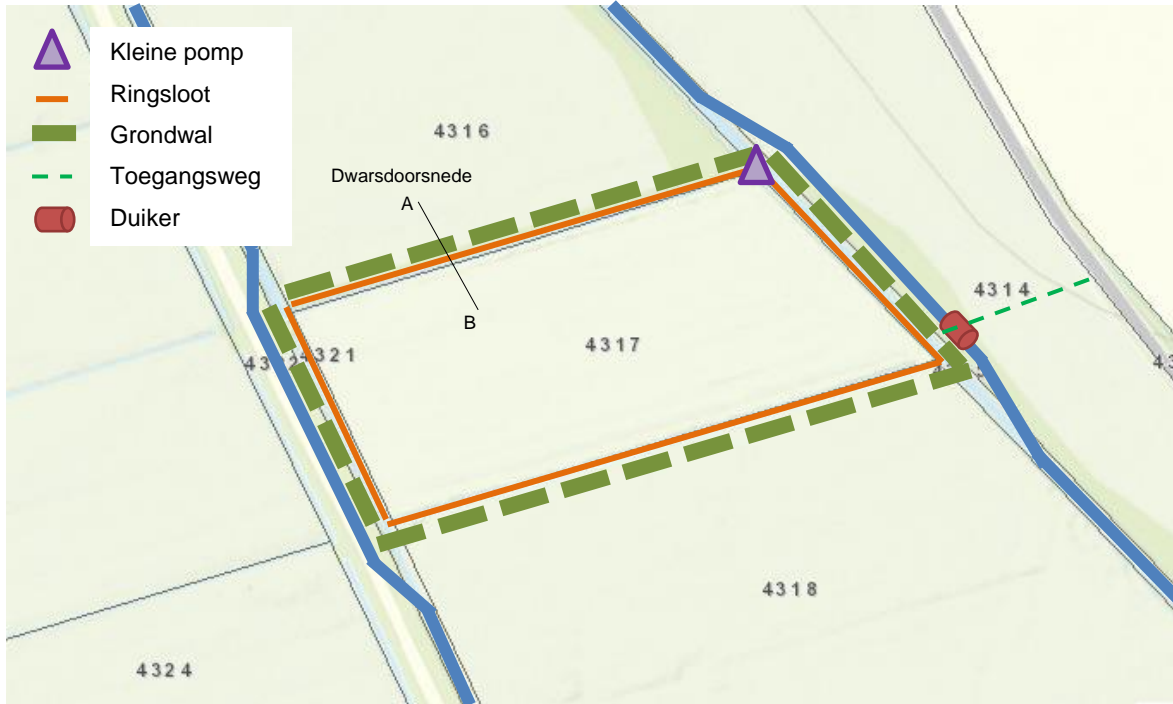 Kleine pomp
Ringsloot
Grondwal
Toegangsweg
Duiker
4316
Dwarsdoorsnede
A
B
4314
4317
4321
4318
4324